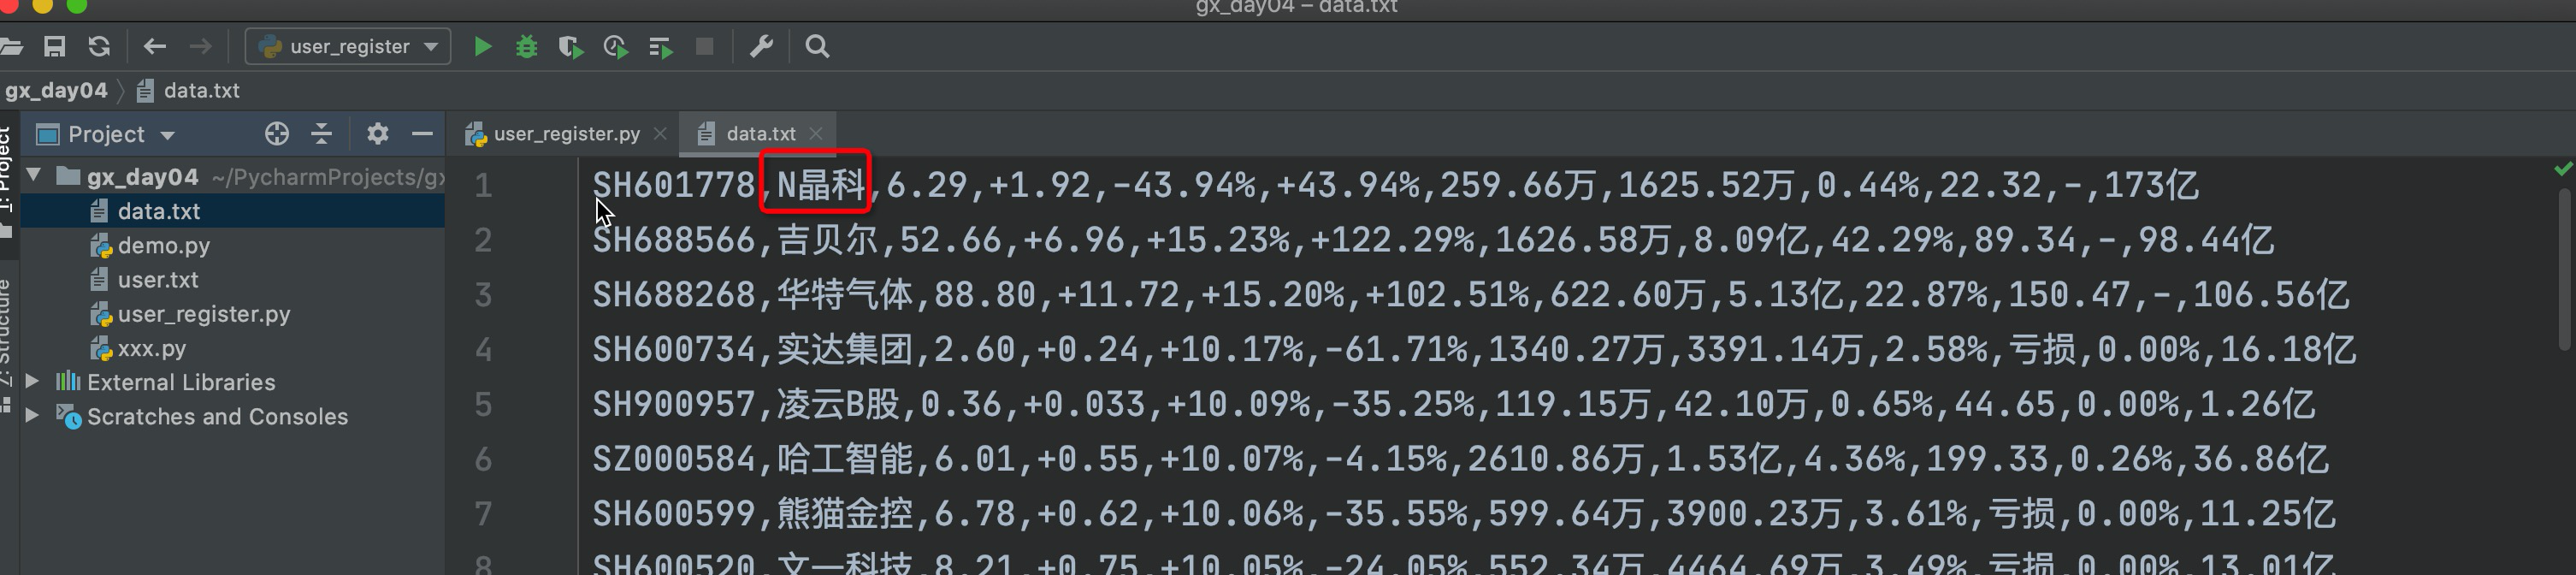 gx_day04 – data.txt
user_register
gx_day04 data.txt
1: Project
Project
user_register.py
data.txt
gx_day04 ~/PycharmProjects/gx
data.txt
demo.py
user.txt
user_register.py
xxx.py
External Libraries
Scratches and Consoles
Z: Structure
1 SH601778,N晶科,6.29,+1.92,-43.94%,+43.94%,259.66万,1625.52万,0.44%,22.32,-,173亿
2 SH688566,吉贝尔,52.66,+6.96,+15.23%,+122.29%,1626.58万,8.09亿,42.29%,89.34,-,98.44亿
3 SH688268,华特气体,88.80,+11.72,+15.20%,+102.51%,622.60万,5.13亿,22.87%,150.47,-,106.56亿
4 SH600734,实达集团,2.60,+0.24,+10.17%,-61.71%,1340.27万,3391.14万,2.58%,亏损,0.00%,16.18亿
5 SH900957,凌云B股,0.36,+0.033,+10.09%,-35.25%,119.15万,42.10万,0.65%,44.65,0.00%,1.26亿
6 SZ000584,哈工智能,6.01,+0.55,+10.07%,-4.15%,2610.86万,1.53亿,4.36%,199.33,0.26%,36.86亿
7 SH600599,熊猫金控,6.78,+0.62,+10.06%,-35.55%,599.64万,3900.23万,3.61%,亏损,0.00%,11.25亿
8 SH600520,文一科技,8.21,+0.75,+10.05%,-24.05%,552.34万,4464.69万,3.49%,亏损,0.00%,13.01亿